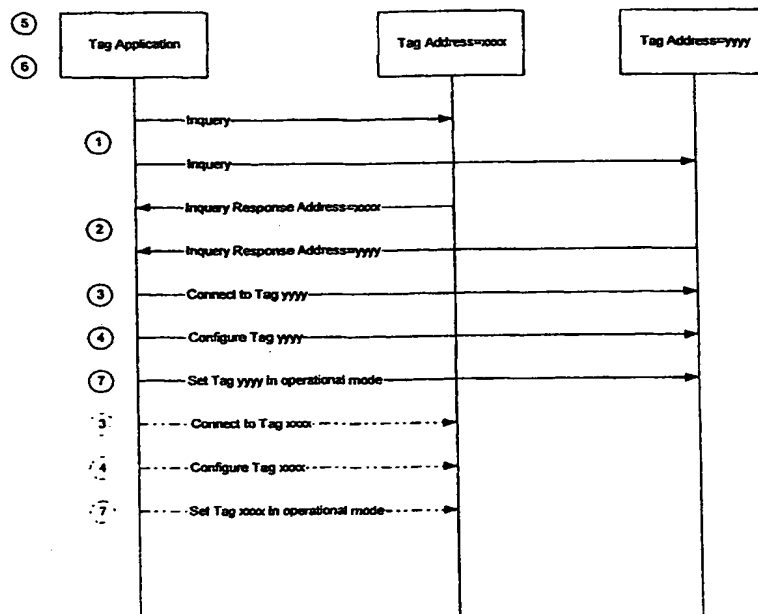 5
6
Tag Application
Tag Address=xxxx
Tag Address=yyyy
1
Inquery
Inquery
2
Inquery Response Address=xxxx
Inquery Response Address=yyyy
3
Connect to Tag yyyy
4
Configure Tag yyyy
7
Set Tag yyyy in operational mode
3
Connect to Tag xxxx
4
Configure Tag xxxx
7
Set Tag xxxx in operational mode